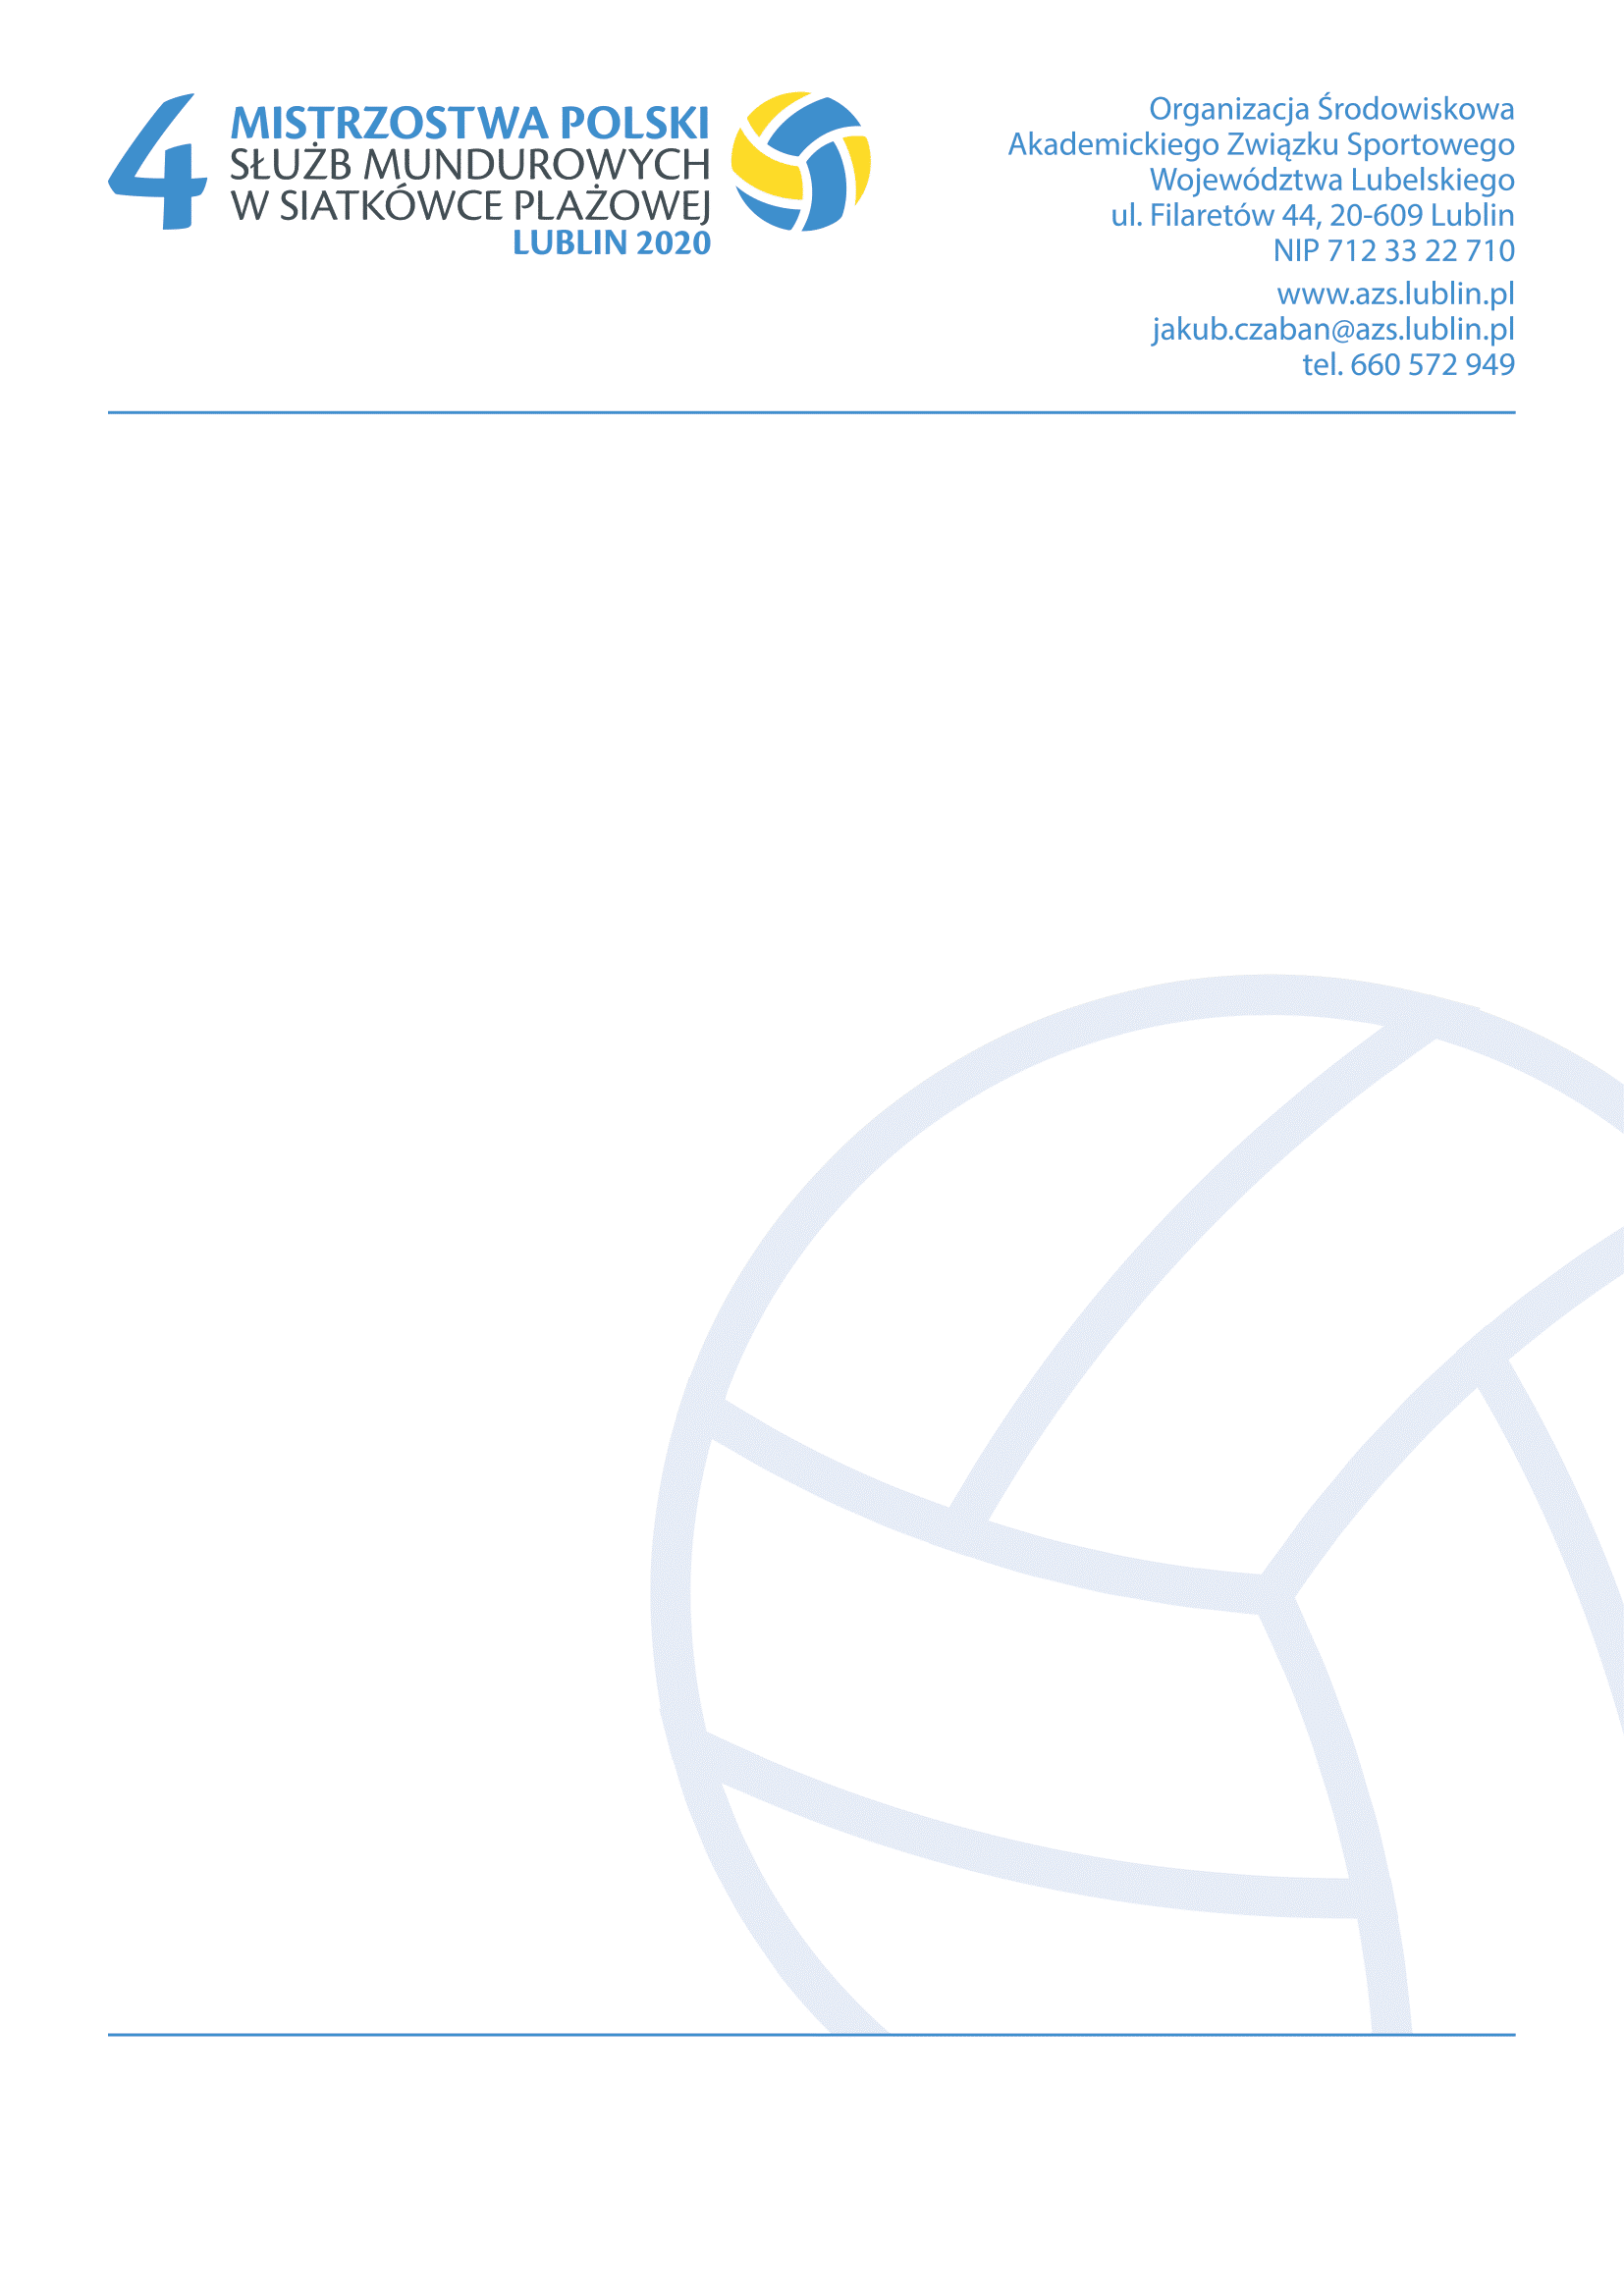 4 MISTRZOSTWA POLSKI
SŁUŻB MUNDUROWYCH
W SIATKÓWCE PLAŻOWEJ
LUBLIN 2020
Organizacja Środowiskowa
Akademickiego Związku Sportowego
Województwa Lubelskiego
ul. Filaretów 44, 20-609 Lublin
NIP 712 33 22 710
www.azs.lublin.pl
jakub.czaban@azs.lublin.pl
tel. 660 572 949